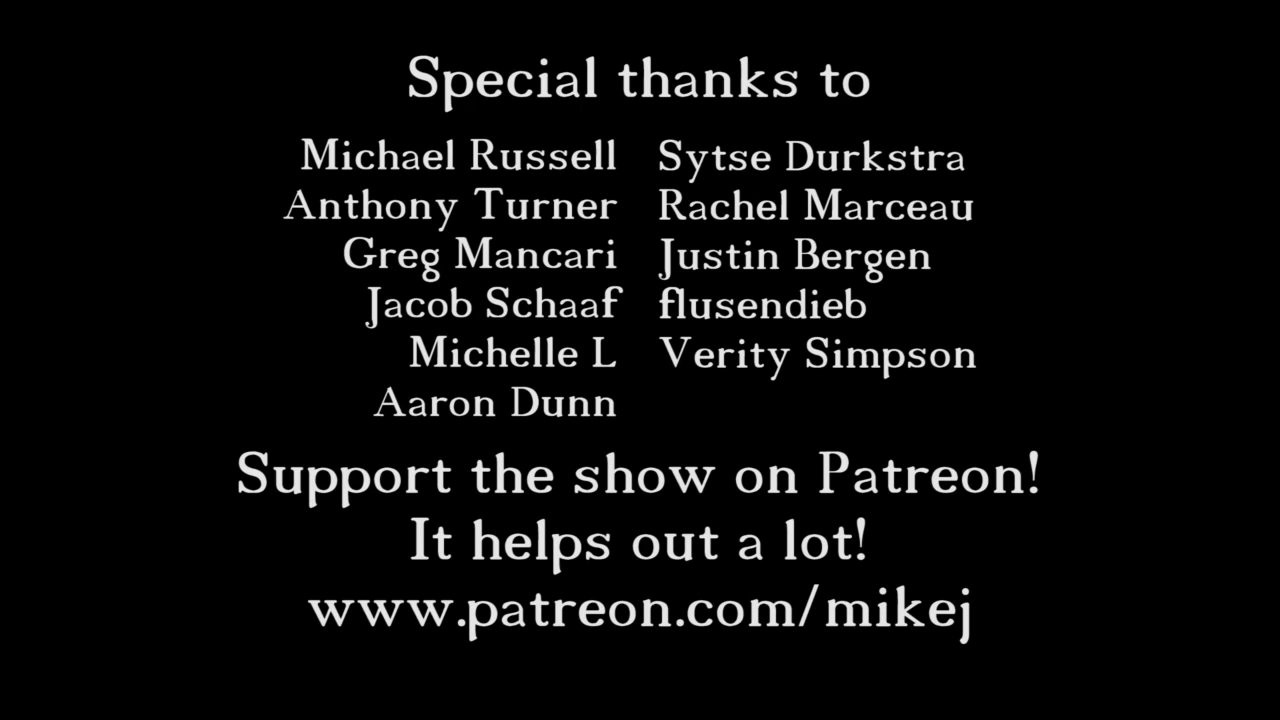 Special thanks to
Michael Russell Sytse Durkstra
Anthony Turner Rachel Marceau
Greg Mancari Justin Bergen
Jacob Schaaf flusendieb
Michelle L Verity Simpson
Aaron Dunn
Support the show on Patreon!
It helps out a lot!
www.patreon.com/mikej